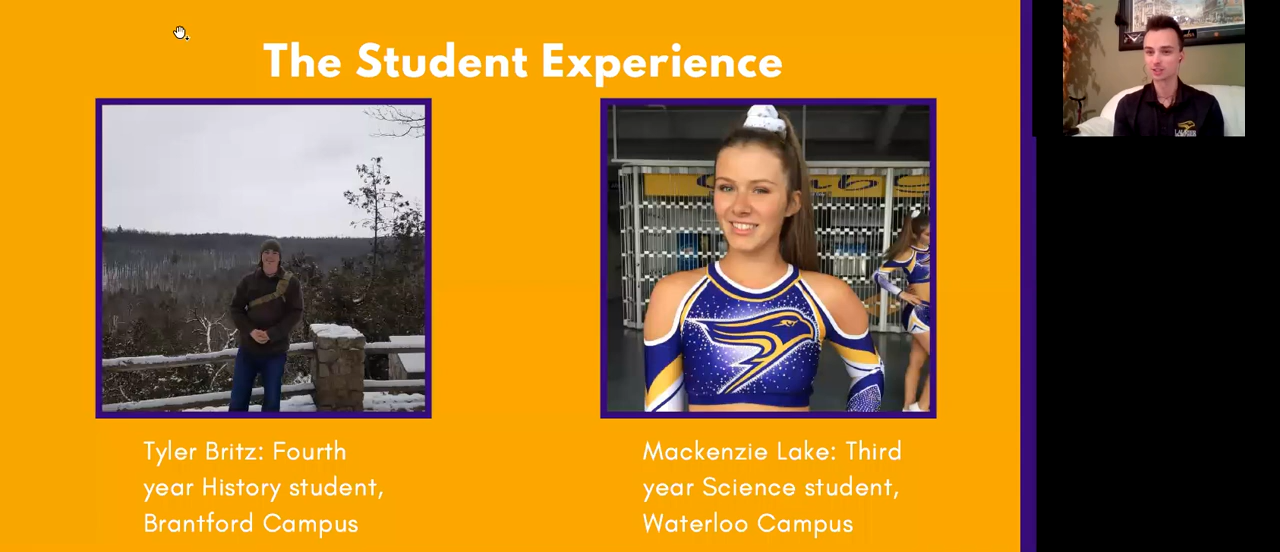 The Student Experience
Tyler Britz: Fourth
year History student,
Brantford Campus
Mackenzie Lake: Third
year Science student,
Waterloo Campus